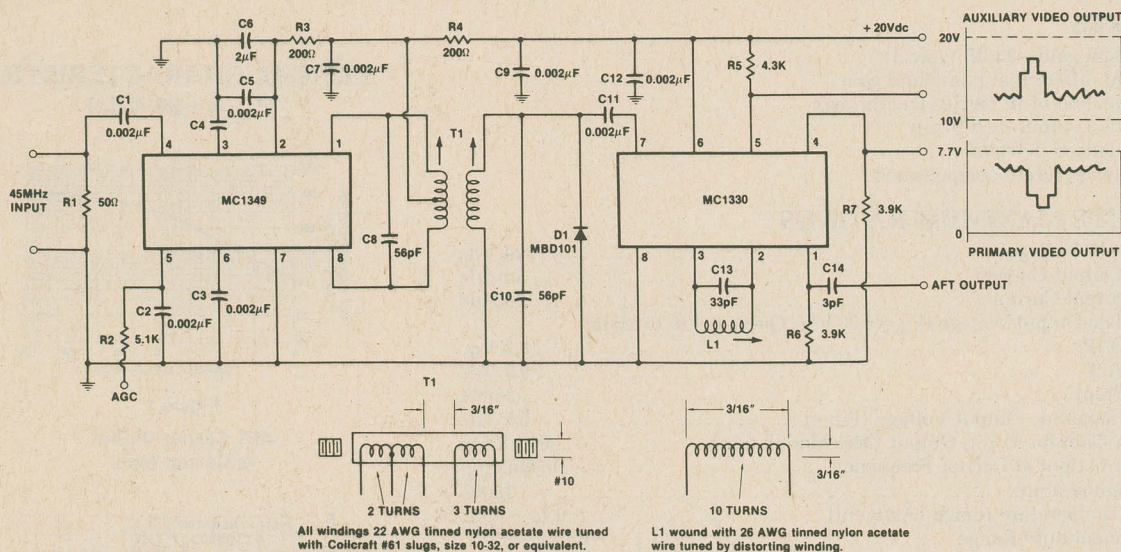 AUXILIARY VIDEO OUTPUT
C6
2μF
R3
200Ω
R4
200Ω
+ 20Vdc
20V
C7
0.002μF
C9
0.002μF
C12
0.002μF
R5
4.3K
C5
0.002μF
C1
0.002μF
C4
C11
0.002μF
10V
7.7V
4
3
2
1
T1
7
6
5
4
45MHz
INPUT
R1
50Ω
MC1349
MC1330
R7
3.9K
C8
56pF
D1
MBD101
0
5
6
7
8
8
3
2
1
PRIMARY VIDEO OUTPUT
C13
33pF
C14
3pF
AFT OUTPUT
C2
0.002μF
C3
0.002μF
C10
56pF
R2
5.1K
L1
R6
3.9K
AGC
T1
3/16"
3/16"
3/16"
#10
2 TURNS
3 TURNS
10 TURNS
All windings 22 AWG tinned nylon acetate wire tuned
with Coilcraft #61 slugs, size 10-32, or equivalent.
L1 wound with 26 AWG tinned nylon acetate
wire tuned by distorting winding.